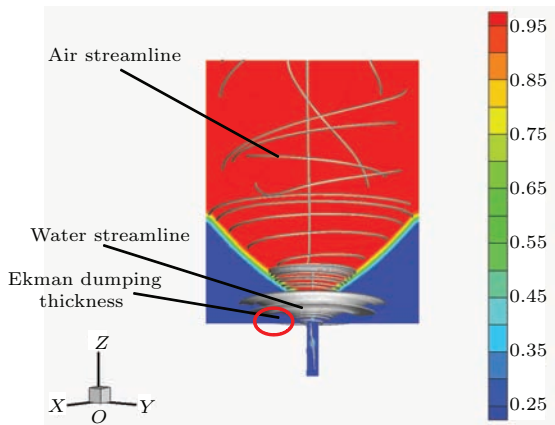 Air streamline
Water streamline
Ekman dumping
thickness
Z
X
O
Y
0.95
0.85
0.75
0.65
0.55
0.45
0.35
0.25